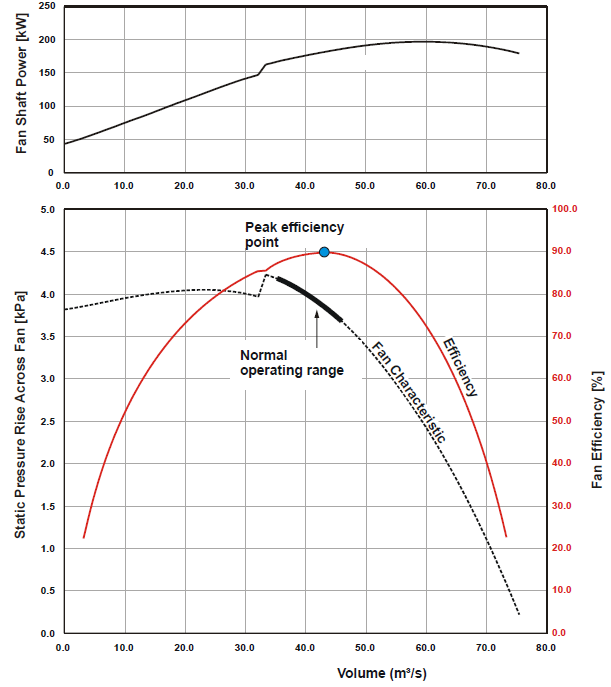 Fan Shaft Power [kW]
250
200
150
100
50
0
0.0 10.0 20.0 30.0 40.0 50.0 60.0 70.0 80.0
Static Pressure Rise Across Fan [kPa]
5.0
4.5
4.0
3.5
3.0
2.5
2.0
1.5
1.0
0.5
0.0
Peak efficiency
point
Normal
operating range
Fan Characteristic
Efficiency
100.0
90.0
80.0
70.0
60.0
50.0
40.0
30.0
20.0
10.0
0.0
Fan Efficiency [%]
0.0 10.0 20.0 30.0 40.0 50.0 60.0 70.0 80.0
Volume (m³/s)